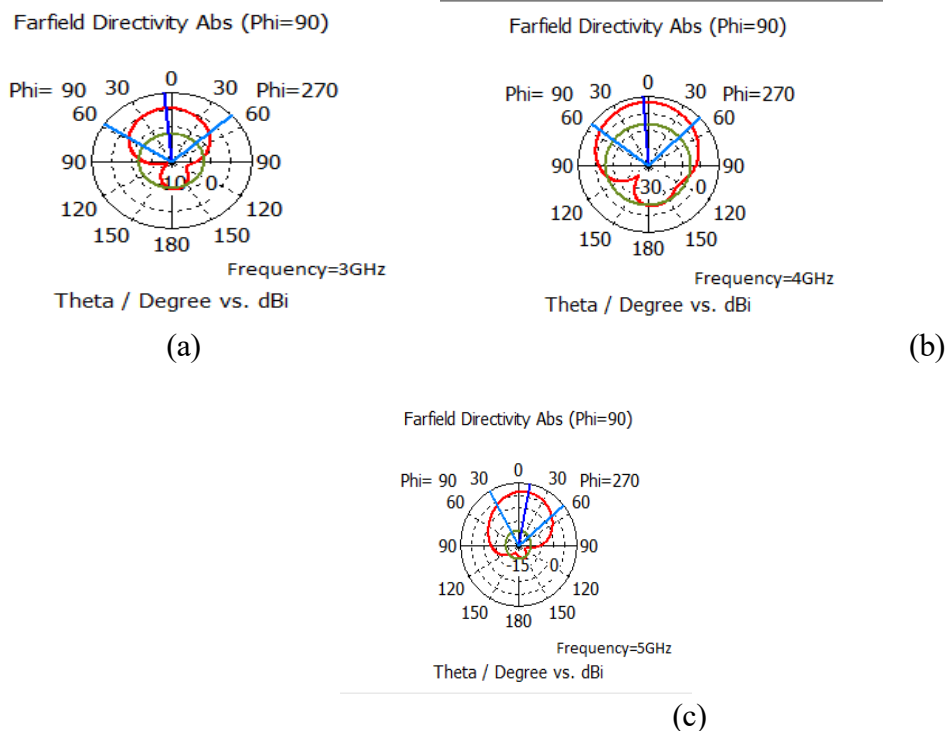 Farfield Directivity Abs (Phi=90)
0
Phi= 90 30 30 Phi=270
60 60
90 90
-10 0
120 120
150 150
180
Frequency=3GHz
Theta / Degree vs. dBi
(a)
Farfield Directivity Abs (Phi=90)
0
Phi= 90 30 30 Phi=270
60 60
90 90
-30 0
120 120
150 150
180
Frequency=4GHz
Theta / Degree vs. dBi
(b)
Farfield Directivity Abs (Phi=90)
0
Phi= 90 30 30 Phi=270
60 60
90 90
-15 0
120 120
150 150
180
Frequency=5GHz
Theta / Degree vs. dBi
(c)